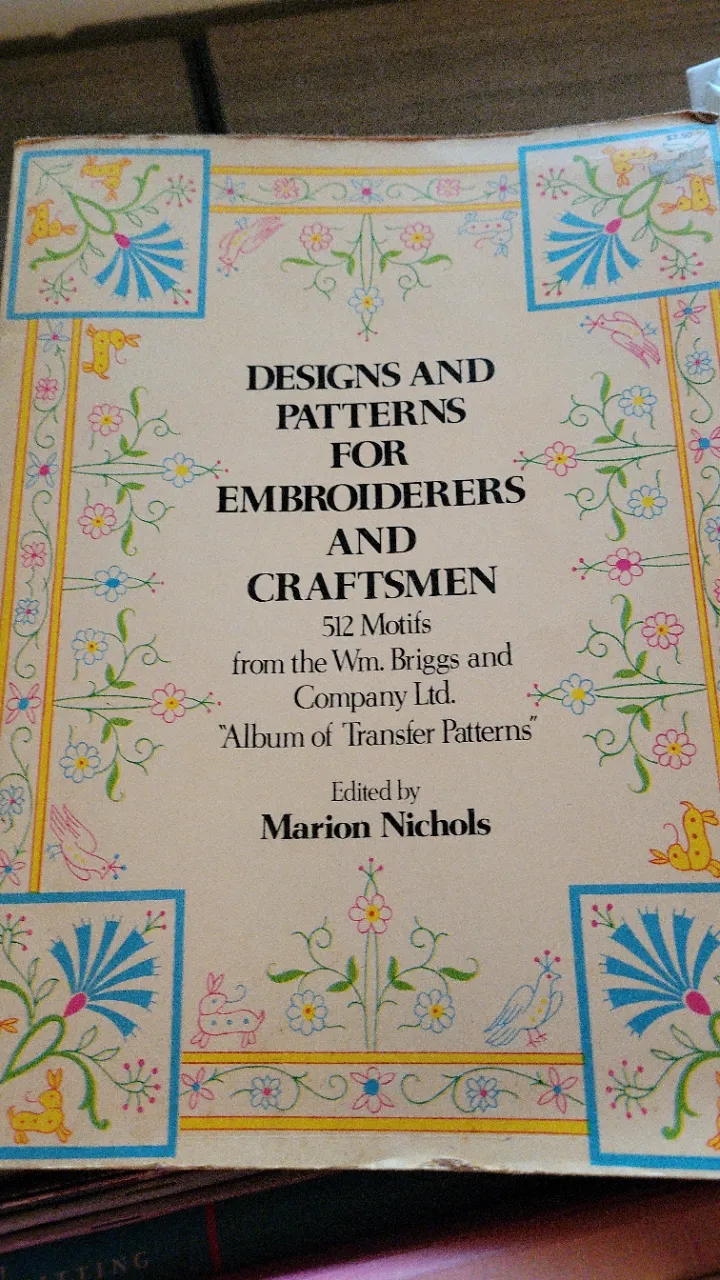 DESIGNS AND
PATTERNS
FOR
EMBROIDERERS
AND
CRAFTSMEN
512 Motifs
from the Wm. Briggs and
Company Ltd.
"Album of Transfer Patterns"
Edited by
Marion Nichols